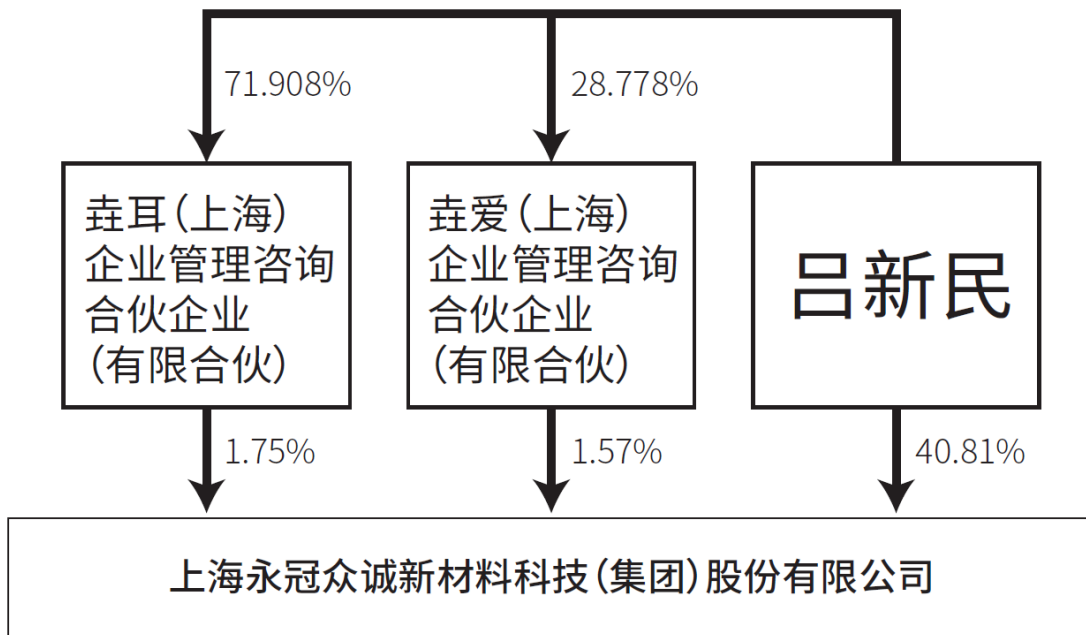 71.908%
28.778%
垚耳(上海)
企业管理咨询
合伙企业
(有限合伙)
垚爱(上海)
企业管理咨询
合伙企业
(有限合伙)
吕新民
1.75%
1.57%
40.81%
上海永冠众诚新材料科技(集团)股份有限公司